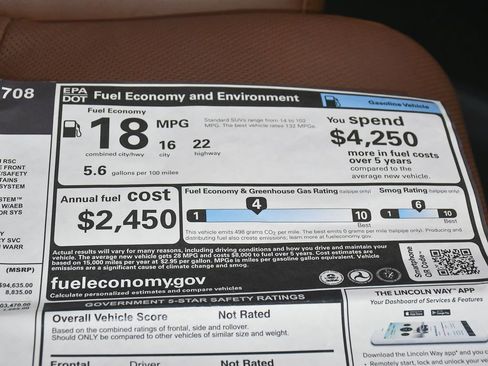 708
EPA
DOT
Fuel Economy and Environment
Gasoline Vehicle
Fuel Economy
18 MPG
16 22
combined city/hwy city highway
5.6 gallons per 100 miles
Standard SUVs range from 14 to 102
MPG. The best vehicle rates 132 MPGe.
You spend
$4,250
more in fuel costs
over 5 years
compared to the
average new vehicle.
Annual fuel cost
$2,450
Fuel Economy & Greenhouse Gas Rating (tailpipe only)
4
1 10
Best
Smog Rating (tailpipe only)
6
1 10
Best
This vehicle emits 498 grams CO2 per mile. The best emits 0 grams per mile (tailpipe only). Producing and
distributing fuel also create emissions; learn more at fueleconomy.gov.
Actual results will vary for many reasons, including driving conditions and how you drive and maintain your
vehicle. The average new vehicle gets 28 MPG and costs $8,000 to fuel over 5 years. Cost estimates are
based on 15,000 miles per year at $2.95 per gallon. MPGe is miles per gasoline gallon equivalent. Vehicle
emissions are a significant cause of climate change and smog.
fueleconomy.gov
Calculate personalized estimates and compare vehicles
Smartphone
QR Code
R5C
/SAFETY
TAINS
SYSTEM
STEM™
W/AEB
OR SYS
Y SVC
WARR
(MSRP)
$94,635.00
8,835.00
GOVERNMENT 5-STAR SAFETY RATINGS
Overall Vehicle Score Not Rated
Based on the combined ratings of frontal, side and rollover.
Should ONLY be compared to other vehicles of similar size and weight.
Frontal Driver Not Rated
THE LINCOLN WAY™ APP
Your Dashboard of Services & Features
Download the Lincoln Way™ app
• Remotely start, lock and unlock